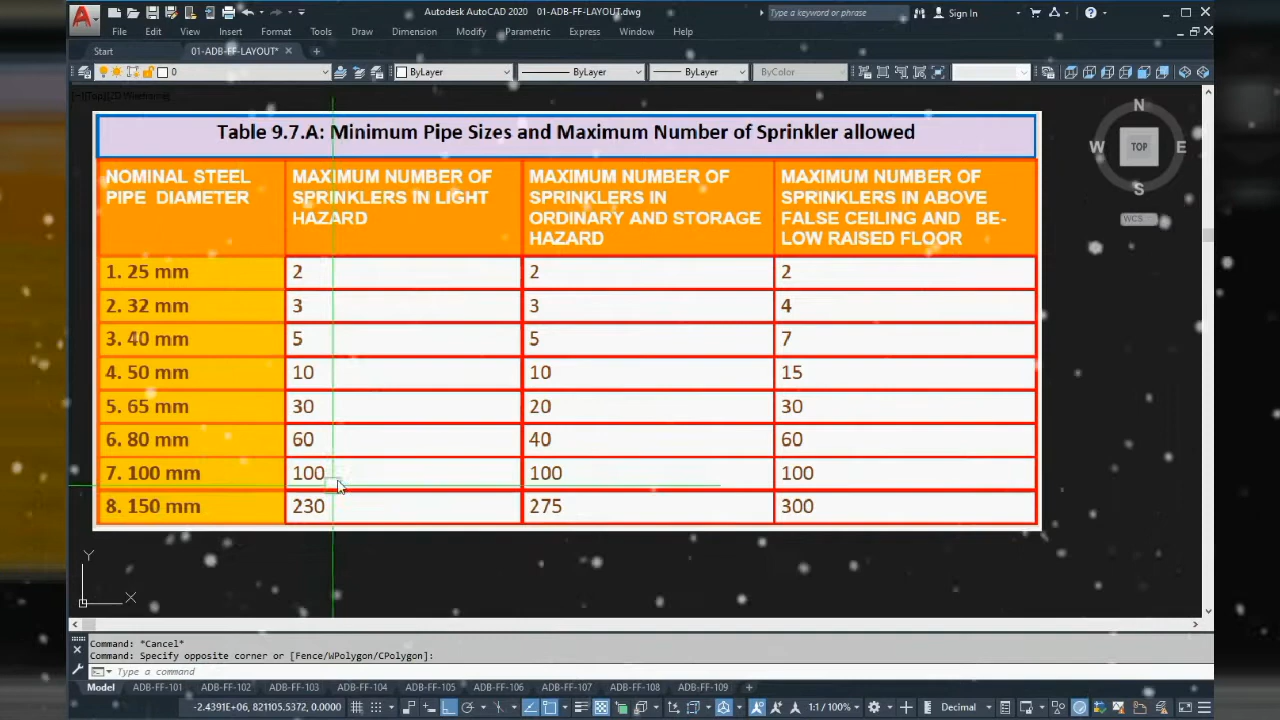 Autodesk AutoCAD 2020 01-ADB-FF-LAYOUT.dwg
Type a keyword or phrase
Sign In
File Edit View Insert Format Tools Draw Dimension Modify Parametric Express Window Help
Start 01-ADB-FF-LAYOUT*
0 ByLayer ByLayer ByLayer ByColor
N
W TOP E
S
WCS
Table 9.7.A: Minimum Pipe Sizes and Maximum Number of Sprinkler allowed
NOMINAL STEEL
PIPE DIAMETER
MAXIMUM NUMBER OF
SPRINKLERS IN LIGHT
HAZARD
MAXIMUM NUMBER OF
SPRINKLERS IN
ORDINARY AND STORAGE
HAZARD
MAXIMUM NUMBER OF
SPRINKLERS IN ABOVE
FALSE CEILING AND BE-
LOW RAISED FLOOR
1. 25 mm 2 2 2
2. 32 mm 3 3 4
3. 40 mm 5 5 7
4. 50 mm 10 10 15
5. 65 mm 30 20 30
6. 80 mm 60 40 60
7. 100 mm 100 100 100
8. 150 mm 230 275 300
Y
X
Command: *Cancel*
Command: Specify opposite corner or [Fence/WPolygon/CPolygon]:
Type a command
Model ADB-FF-101 ADB-FF-102 ADB-FF-103 ADB-FF-104 ADB-FF-105 ADB-FF-106 ADB-FF-107 ADB-FF-108 ADB-FF-109
-2.4391E+06, 821105.5372, 0.0000 1:1 / 100% Decimal